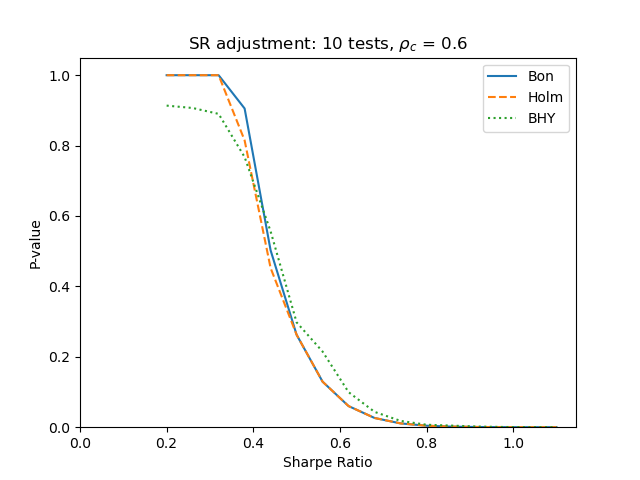 SR adjustment: 10 tests, ρc = 0.6
1.0
0.8
0.6
0.4
0.2
0.0
P-value
Bon
Holm
BHY
0.0 0.2 0.4 0.6 0.8 1.0
Sharpe Ratio